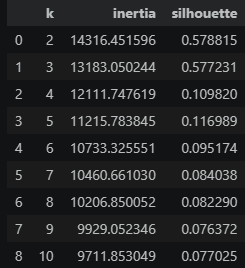 k inertia silhouette
0 2 14316.451596 0.578815
1 3 13183.050244 0.577231
2 4 12111.747619 0.109820
3 5 11215.783845 0.116989
4 6 10733.325551 0.095174
5 7 10460.661030 0.084038
6 8 10206.850052 0.082290
7 9 9929.052346 0.076372
8 10 9711.853049 0.077025